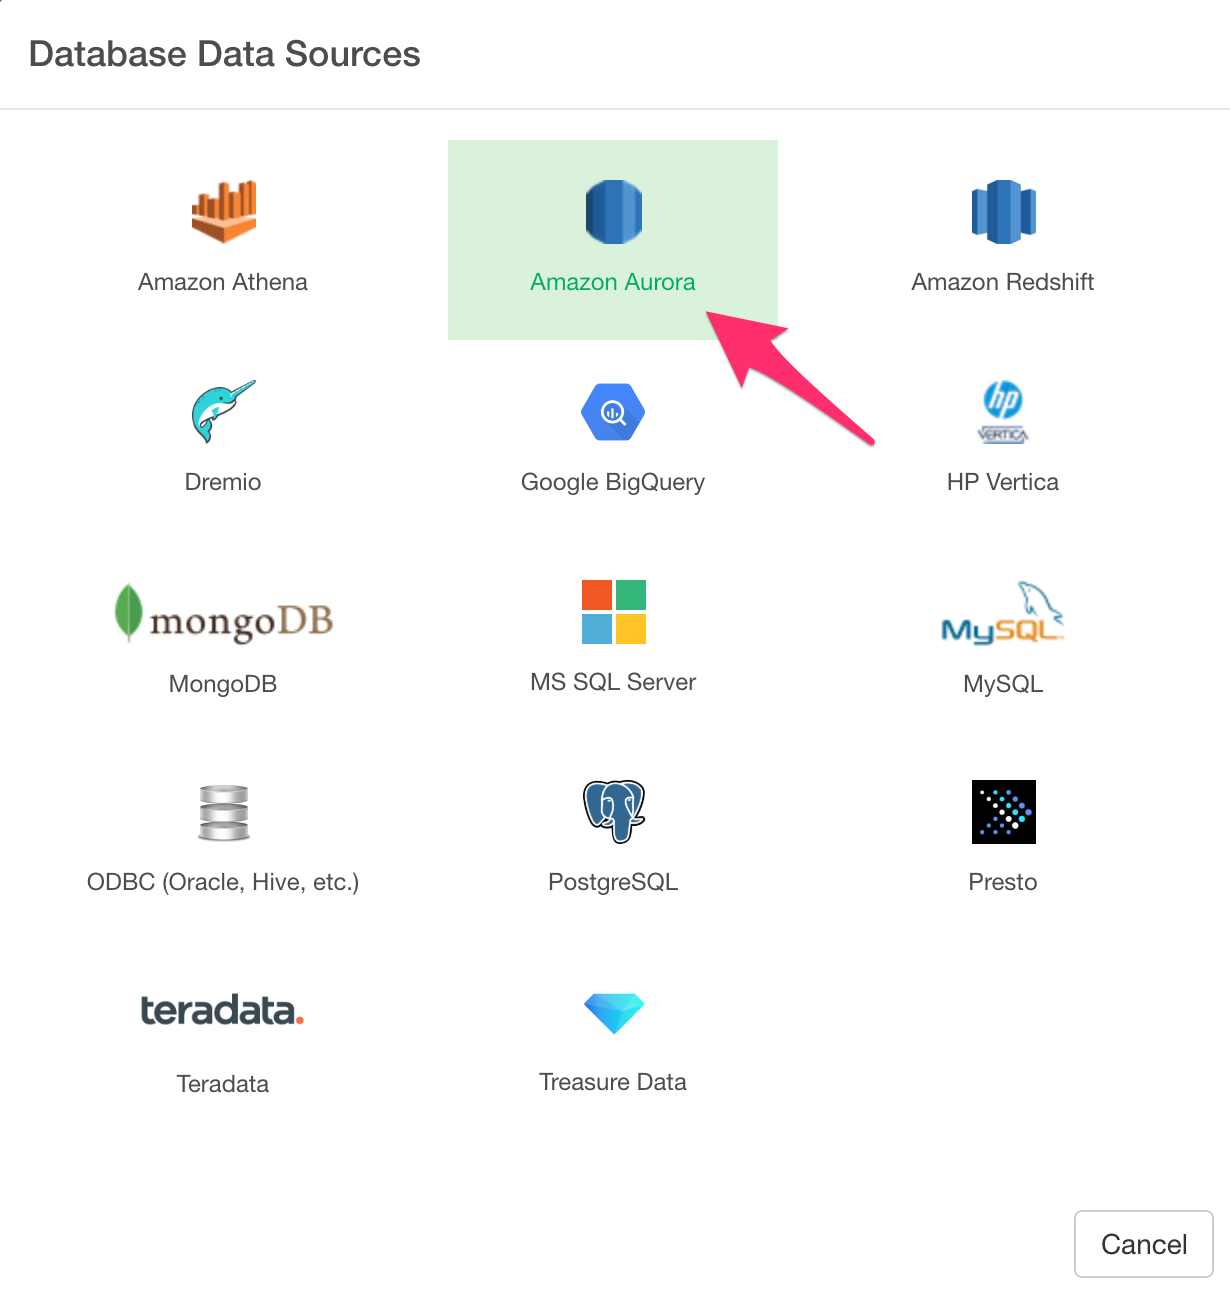 Database Data Sources
Amazon Athena
Amazon Aurora
Amazon Redshift
Dremio
Google BigQuery
hp
VERTICA
HP Vertica
mongoDB
MongoDB
MS SQL Server
MySQL
MySQL
ODBC (Oracle, Hive, etc.)
PostgreSQL
Presto
teradata.
Teradata
Treasure Data
Cancel